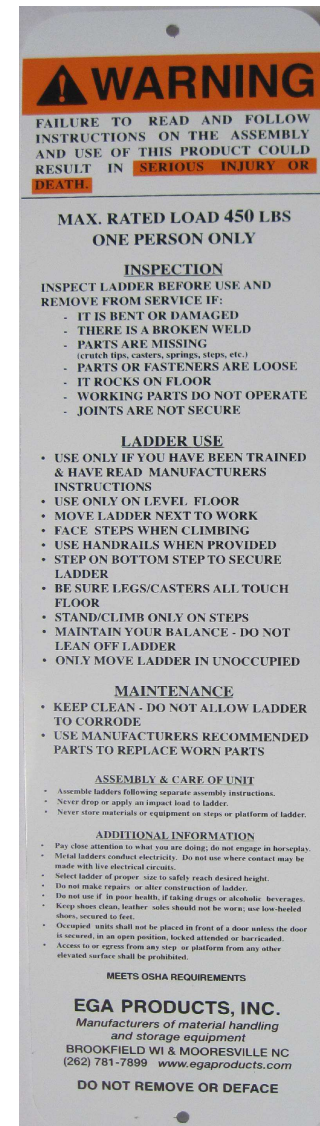 WARNING
FAILURE TO READ AND FOLLOW
INSTRUCTIONS ON THE ASSEMBLY
AND USE OF THIS PRODUCT COULD
RESULT IN SERIOUS INJURY OR
DEATH.
MAX. RATED LOAD 450 LBS
ONE PERSON ONLY
INSPECTION
INSPECT LADDER BEFORE USE AND
REMOVE FROM SERVICE IF:
- IT IS BENT OR DAMAGED
- THERE IS A BROKEN WELD
- PARTS ARE MISSING
(crutch tips, casters, springs, steps, etc.)
- PARTS OR FASTENERS ARE LOOSE
- IT ROCKS ON FLOOR
- WORKING PARTS DO NOT OPERATE
- JOINTS ARE NOT SECURE
LADDER USE
• USE ONLY IF YOU HAVE BEEN TRAINED
& HAVE READ MANUFACTURERS
INSTRUCTIONS
• USE ONLY ON LEVEL FLOOR
• MOVE LADDER NEXT TO WORK
• FACE STEPS WHEN CLIMBING
• USE HANDRAILS WHEN PROVIDED
• STEP ON BOTTOM STEP TO SECURE
LADDER
• BE SURE LEGS/CASTERS ALL TOUCH
FLOOR
• STAND/CLIMB ONLY ON STEPS
• MAINTAIN YOUR BALANCE - DO NOT
LEAN OFF LADDER
• ONLY MOVE LADDER IN UNOCCUPIED
MAINTENANCE
• KEEP CLEAN - DO NOT ALLOW LADDER
TO CORRODE
• USE MANUFACTURERS RECOMMENDED
PARTS TO REPLACE WORN PARTS
ASSEMBLY & CARE OF UNIT
• Assemble ladders following separate assembly instructions.
• Never drop or apply an impact load to ladder.
• Never store materials or equipment on steps or platform of ladder.
ADDITIONAL INFORMATION
• Pay close attention to what you are doing; do not engage in horseplay.
• Metal ladders conduct electricity. Do not use where contact may be
made with live electrical circuits.
• Select ladder of proper size to safely reach desired height.
• Do not make repairs or alter construction of ladder.
• Do not use if in poor health, if taking drugs or alcoholic beverages.
• Keep shoes clean, leather soles should not be worn; use low-heeled
shoes, secured to feet.
• Occupied units shall not be placed in front of a door unless the door
is secured, in an open position, locked attended or barricaded.
• Access to or egress from any step or platform from any other
elevated surface shall be prohibited.
MEETS OSHA REQUIREMENTS
EGA PRODUCTS, INC.
Manufacturers of material handling
and storage equipment
BROOKFIELD WI & MOORESVILLE NC
(262) 781-7899 www.egaproducts.com
DO NOT REMOVE OR DEFACE